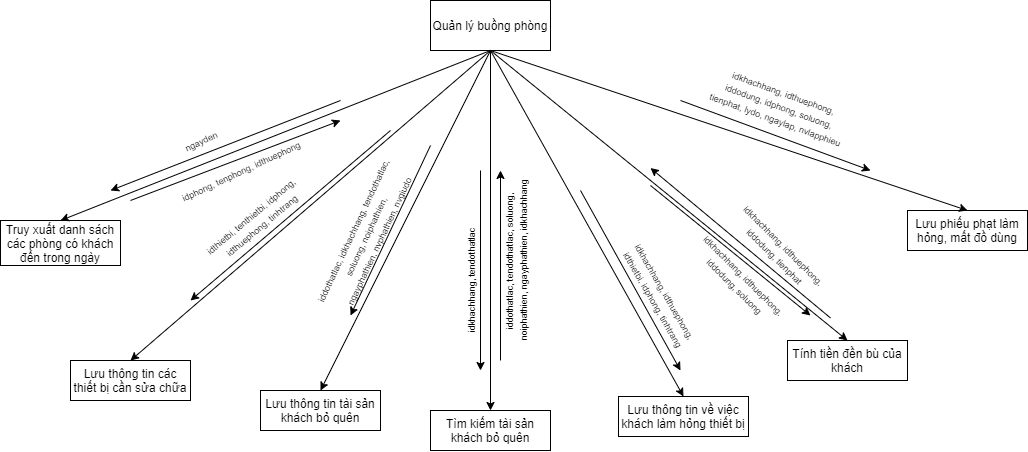 Quản lý buồng phòng
ngayden
idphong, tenphong, idthuephong
idthietbi, tenthietbi, idphong,
idthuephong, tinhtrang
iddothatlac, idkhachhang, tendothatlac,
soluong, noiphathien,
ngayphathien, nvphathien, nvgiudo
idkhachhang, tendothatlac
iddothatlac, tendothatlac, soluong,
noiphathien, ngayphathien, idkhachhang
idkhachhang, idthuephong,
idthietbi, idphong, tinhtrang
idkhachhang, idthuephong,
iddodung, soluong
idkhachhang, idthuephong,
iddodung, tienphat
idkhachhang, idthuephong,
iddodung, idphong, soluong,
tienphat, lydo, ngaylap, nvlapphieu
Truy xuất danh sách
các phòng có khách
đến trong ngày
Lưu thông tin các
thiết bị cần sửa chữa
Lưu thông tin tài sản
khách bỏ quên
Tìm kiếm tài sản
khách bỏ quên
Lưu thông tin về việc
khách làm hỏng thiết bị
Tính tiền đền bù của
khách
Lưu phiếu phạt làm
hỏng, mất đồ dùng